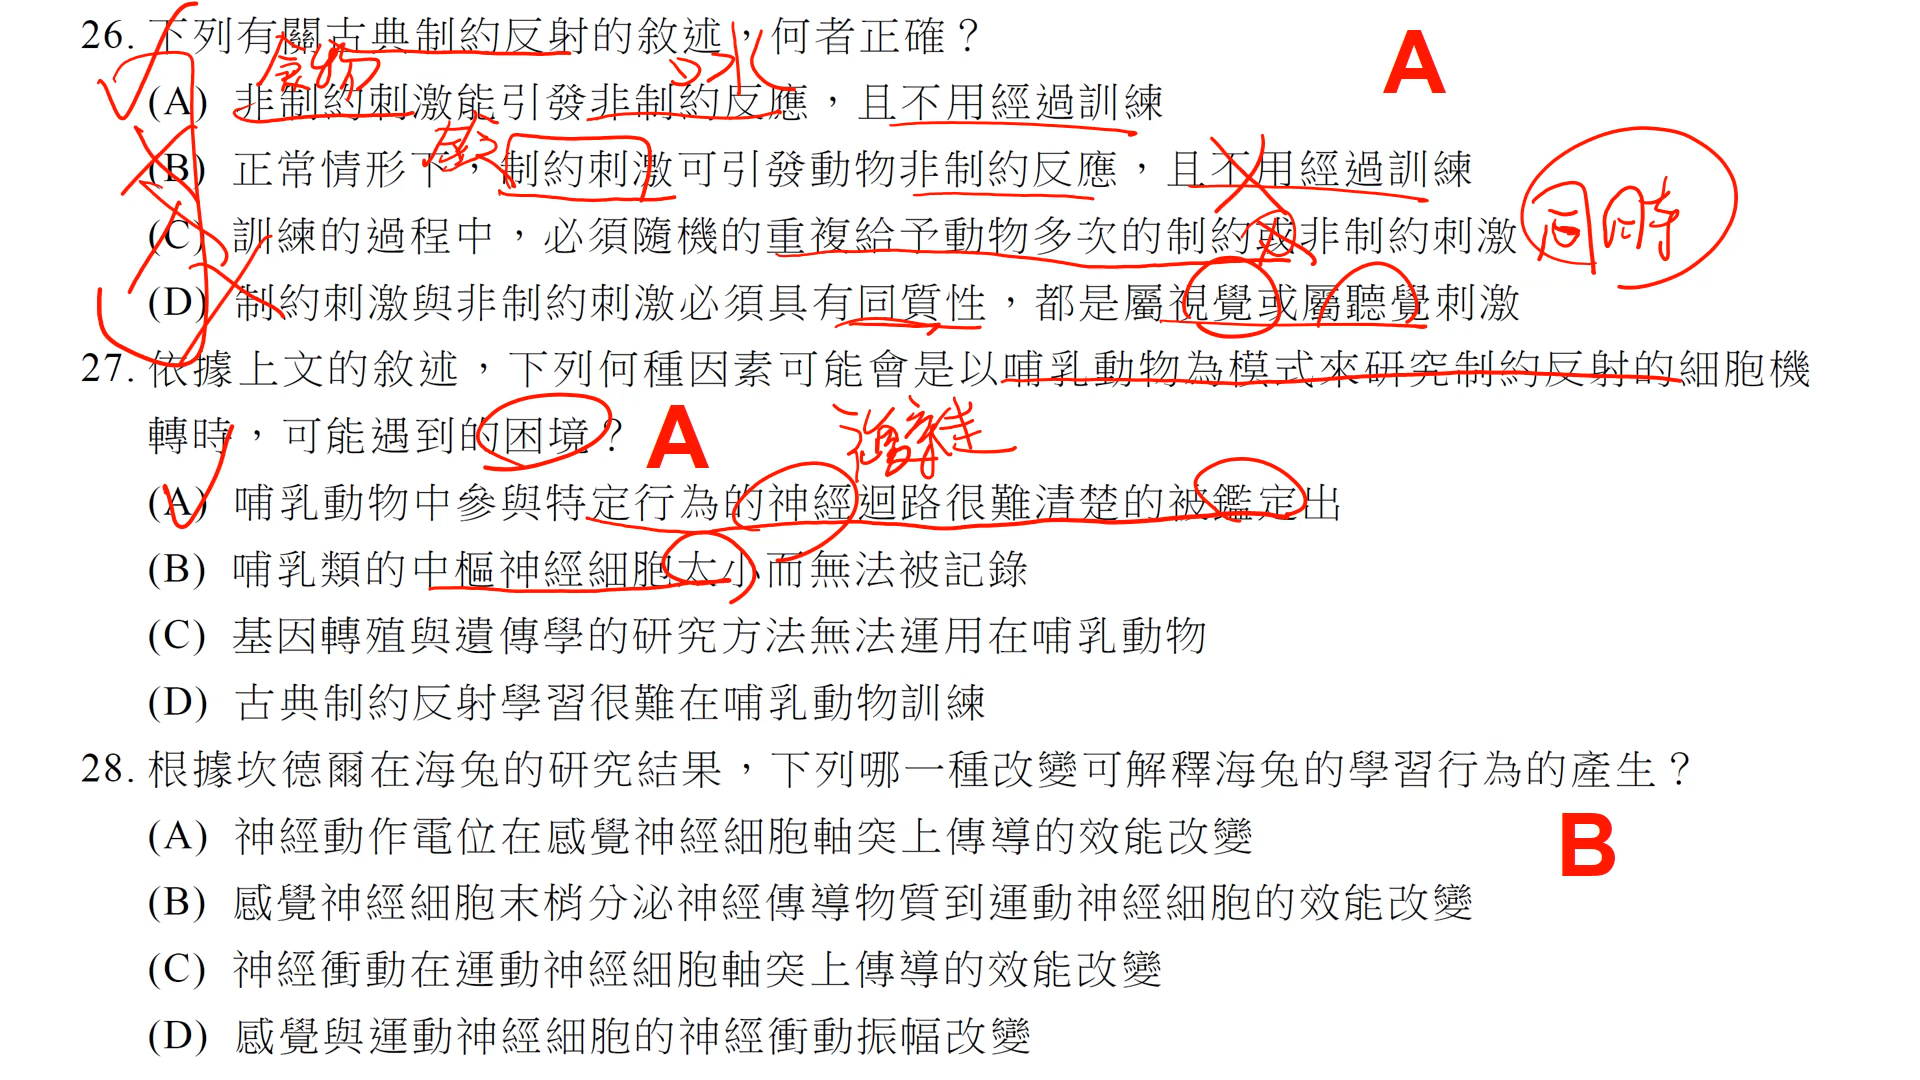 26. 下列有關古典制約反射的敘述，何者正確？ A
食物 口水
(A) 非制約刺激能引發非制約反應，且不用經過訓練
(B) 正常情形下，制約刺激可引發動物非制約反應，且不用經過訓練
(C) 訓練的過程中，必須隨機的重複給予動物多次的制約或非制約刺激 同時
(D) 制約刺激與非制約刺激必須具有同質性，都是屬視覺或屬聽覺刺激
27. 依據上文的敘述，下列何種因素可能會是以哺乳動物為模式來研究制約反射的細胞機
轉時，可能遇到的困境？ A
(A) 哺乳動物中參與特定行為的神經迴路很難清楚的被鑑定出
(B) 哺乳類的中樞神經細胞太小而無法被記錄
(C) 基因轉殖與遺傳學的研究方法無法運用在哺乳動物
(D) 古典制約反射學習很難在哺乳動物訓練
28. 根據坎德爾在海兔的研究結果，下列哪一種改變可解釋海兔的學習行為的產生？
(A) 神經動作電位在感覺神經細胞軸突上傳導的效能改變 B
(B) 感覺神經細胞末梢分泌神經傳導物質到運動神經細胞的效能改變
(C) 神經衝動在運動神經細胞軸突上傳導的效能改變
(D) 感覺與運動神經細胞的神經衝動振幅改變